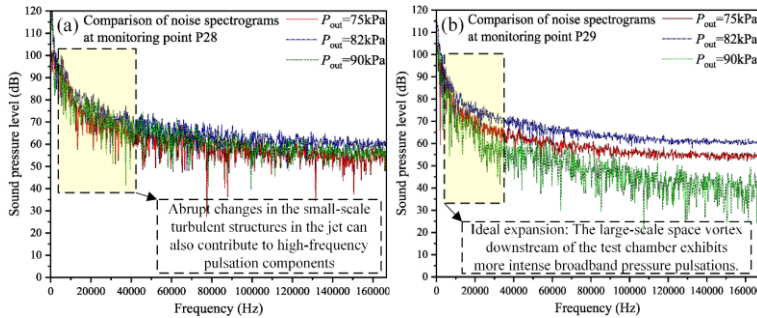 (a) Comparison of noise spectrograms
at monitoring point P28
Pout=75kPa
Pout=82kPa
Pout=90kPa
Sound pressure level (dB)
120
110
100
90
80
70
60
50
40
30
20
10
0
Abrupt changes in the small-scale
turbulent structures in the jet can
also contribute to high-frequency
pulsation components
0 20000 40000 60000 80000 100000 120000 140000 160000
Frequency (Hz)
(b) Comparison of noise spectrograms
at monitoring point P29
Pout=75kPa
Pout=82kPa
Pout=90kPa
Sound pressure level (dB)
120
110
100
90
80
70
60
50
40
30
20
10
0
Ideal expansion: The large-scale space vortex
downstream of the test chamber exhibits
more intense broadband pressure pulsations.
0 20000 40000 60000 80000 100000 120000 140000 160000
Frequency (Hz)